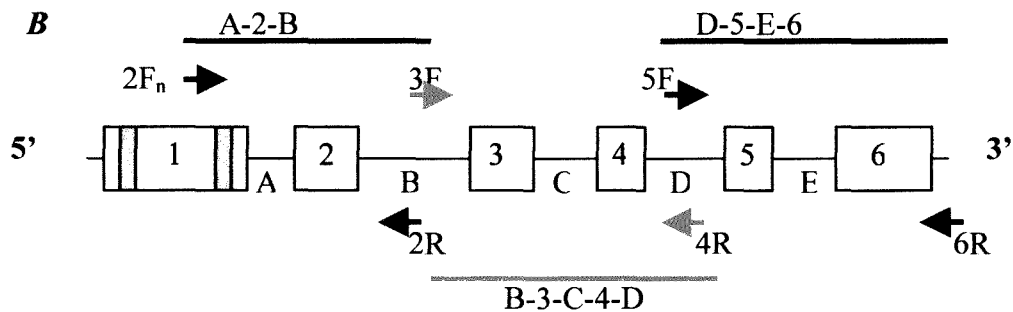 B A-2-B D-5-E-6
2Fn 3F 5F
5' 1 2 3 4 5 6 3'
A B C D E
2R 4R 6R
B-3-C-4-D